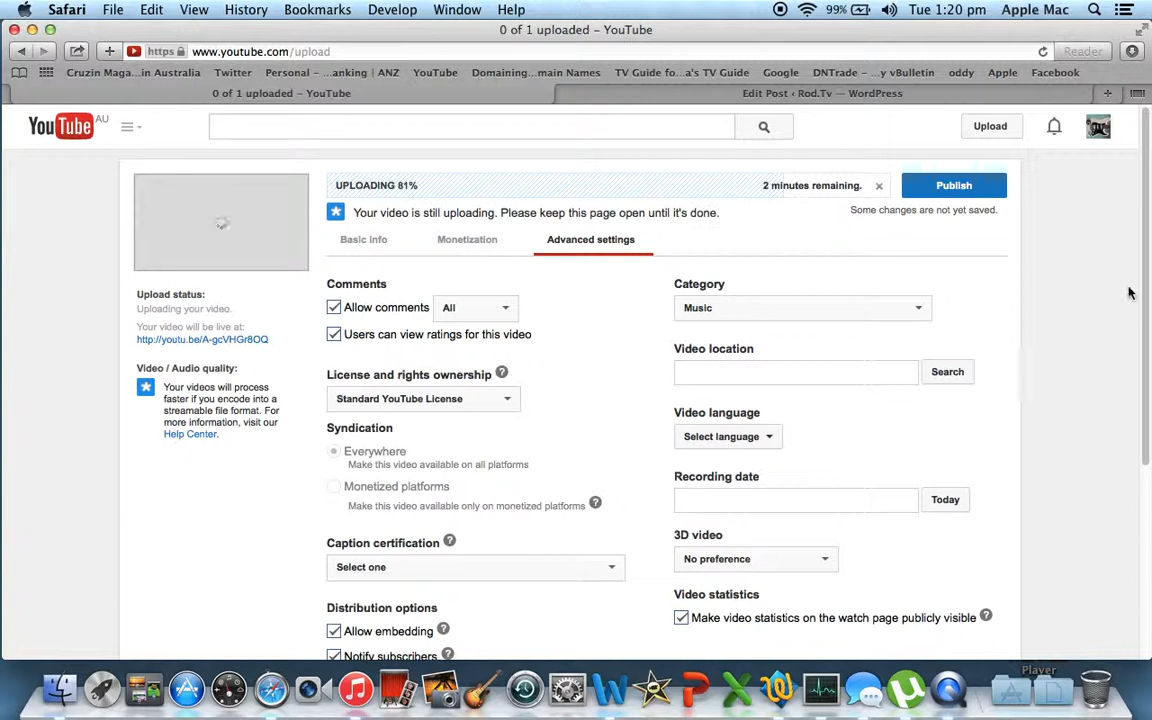 Safari File Edit View History Bookmarks Develop Window Help 99% Tue 1:20 pm Apple Mac
0 of 1 uploaded – YouTube
https www.youtube.com/upload Reader
Cruzin Maga...in Australia Twitter Personal – ...anking | ANZ YouTube Domaining...main Names TV Guide fo...a's TV Guide Google DNTrade – ...y vBulletin oddy Apple Facebook
0 of 1 uploaded – YouTube Edit Post ‹ Rod.Tv — WordPress
YouTube AU Upload
UPLOADING 81% 2 minutes remaining. Publish
Your video is still uploading. Please keep this page open until it's done. Some changes are not yet saved.
Basic info Monetization Advanced settings
Upload status:
Uploading your video.
Your video will be live at:
http://youtu.be/A-gcVHGr8OQ
Video / Audio quality:
Your videos will process
faster if you encode into a
streamable file format. For
more information, visit our
Help Center.
Comments
Allow comments All
Users can view ratings for this video
License and rights ownership ?
Standard YouTube License
Syndication
Everywhere
Make this video available on all platforms
Monetized platforms
Make this video available only on monetized platforms ?
Caption certification ?
Select one
Distribution options
Allow embedding ?
Notify subscribers ?
Category
Music
Video location
Search
Video language
Select language
Recording date
Today
3D video
No preference
Video statistics
Make video statistics on the watch page publicly visible ?
Player